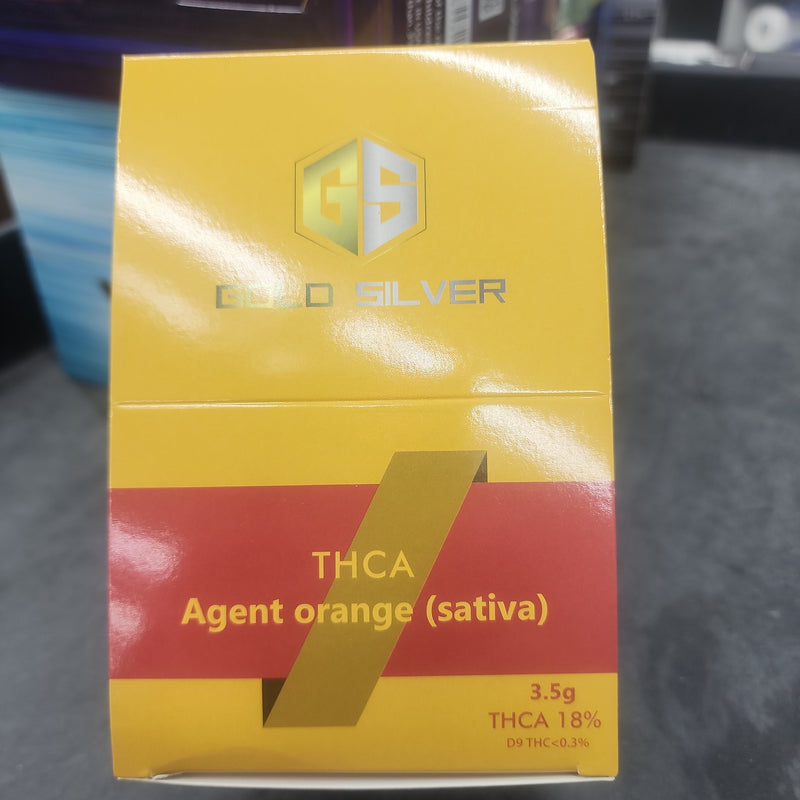 GS
GOLD SILVER
THCA
Agent orange (sativa)
3.5g
THCA 18%
D9 THC<0.3%